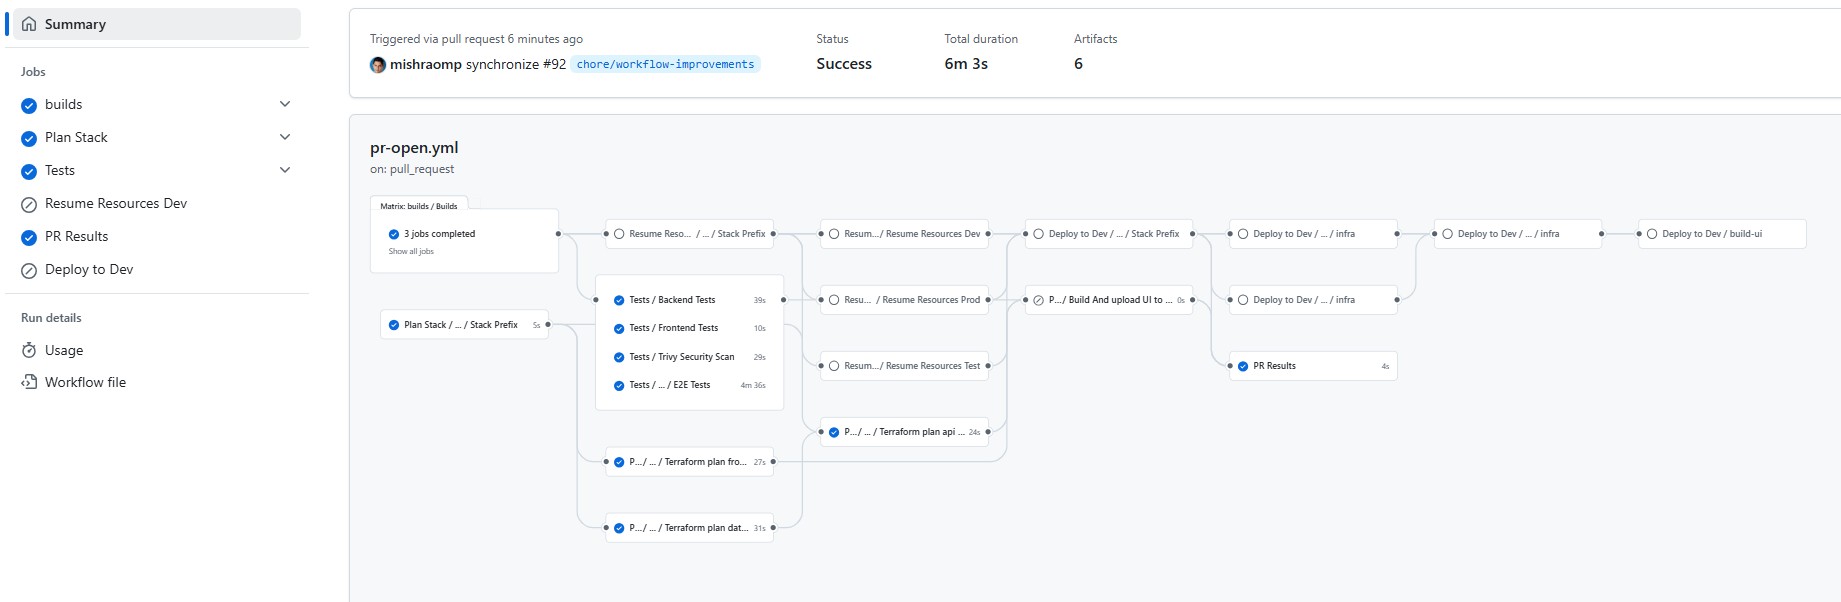 Summary
Jobs
builds
Plan Stack
Tests
Resume Resources Dev
PR Results
Deploy to Dev
Run details
Usage
Workflow file
Triggered via pull request 6 minutes ago
mishraomp synchronize #92 chore/workflow-improvements
Status
Success
Total duration
6m 3s
Artifacts
6
pr-open.yml
on: pull_request
Matrix: builds / Builds
3 jobs completed
Show all jobs
Plan Stack / ... / Stack Prefix 5s
Resume Reso... / ... / Stack Prefix
Tests / Backend Tests 39s
Tests / Frontend Tests 10s
Tests / Trivy Security Scan 29s
Tests / ... / E2E Tests 4m 36s
P.../ ... / Terraform plan fro... 27s
P.../ ... / Terraform plan dat... 31s
Resum.../ Resume Resources Dev
Resu... / Resume Resources Prod
Resum.../ Resume Resources Test
P.../ ... / Terraform plan api ... 24s
Deploy to Dev / ... / Stack Prefix
P.../ Build And upload UI to ... 0s
Deploy to Dev / ... / infra
Deploy to Dev / ... / infra
PR Results 4s
Deploy to Dev / ... / infra
Deploy to Dev / build-ui